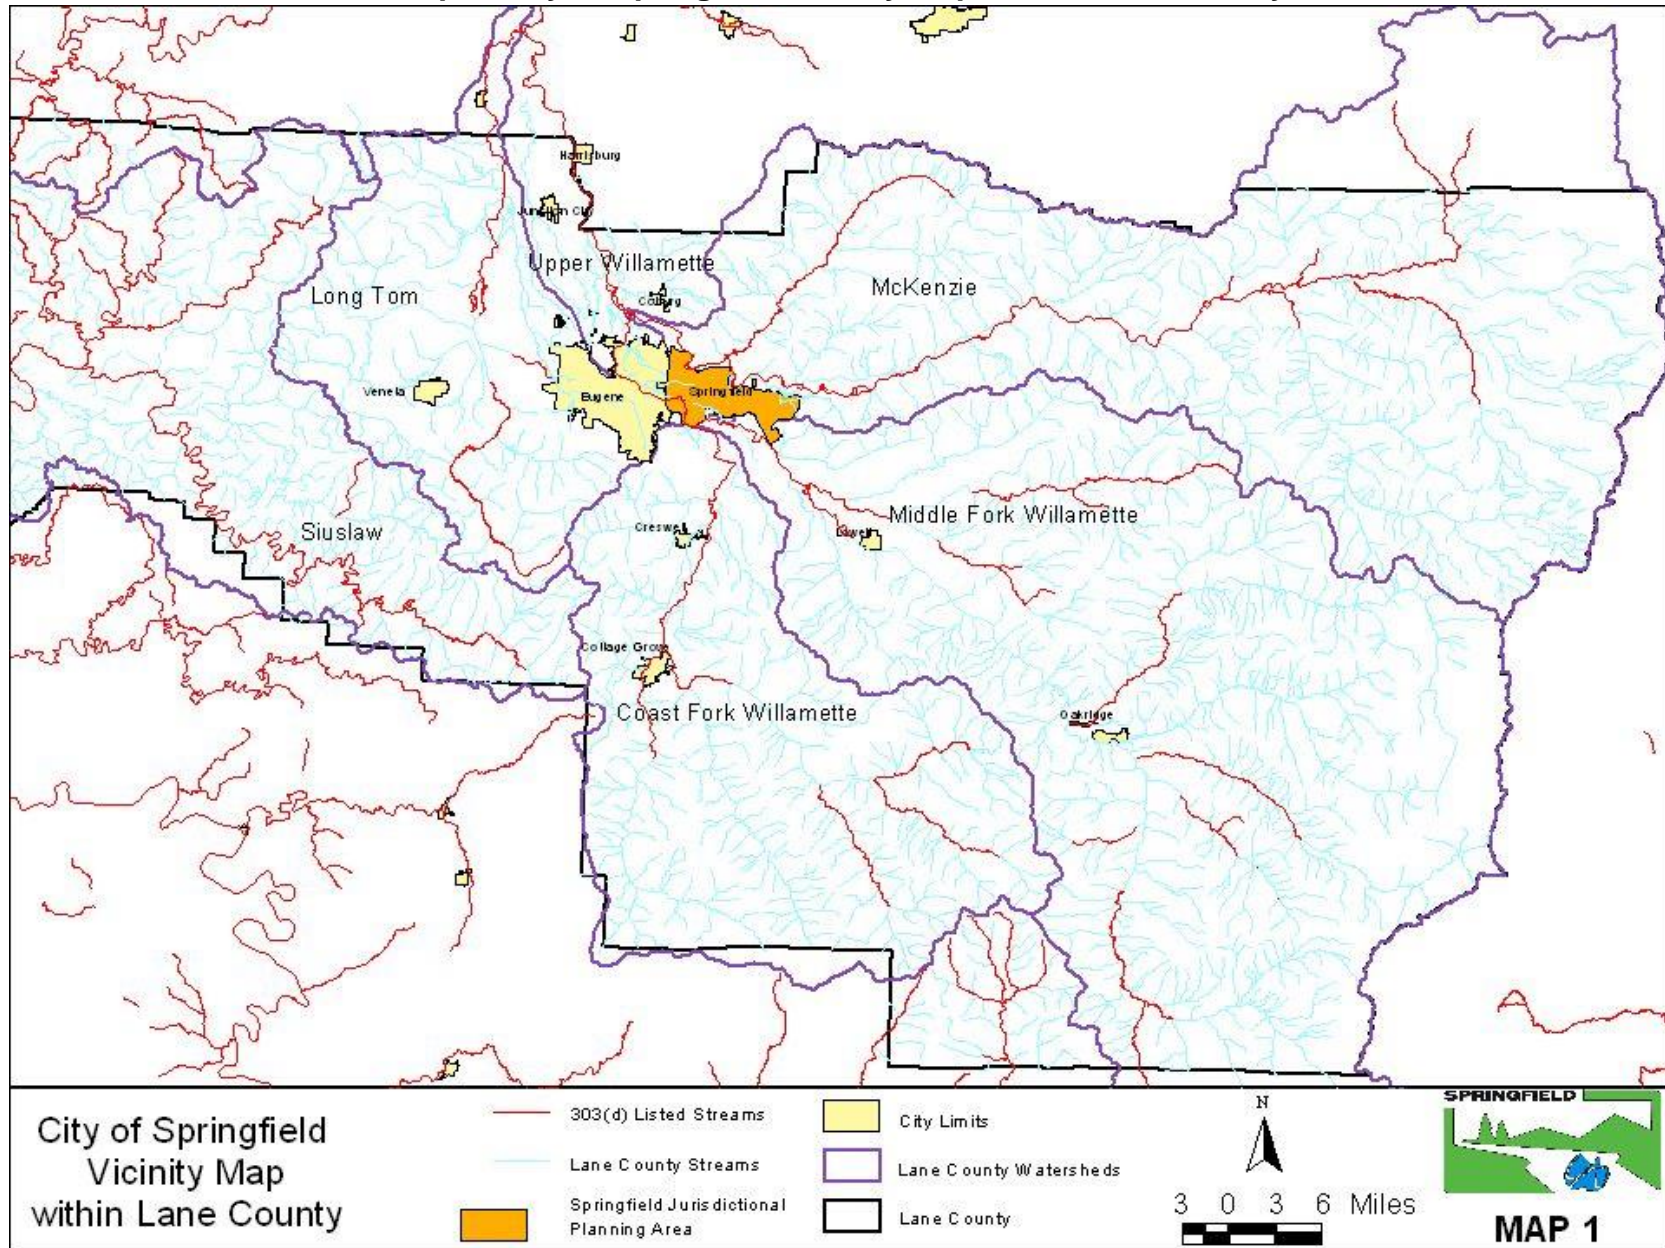 Harrisburg
Junction City
Upper Willamette
Long Tom
McKenzie
Coburg
Veneta
Eugene
Springfield
Siuslaw
Creswell
Lowell
Middle Fork Willamette
Cottage Grove
Coast Fork Willamette
Oakridge
City of Springfield
Vicinity Map
within Lane County
303(d) Listed Streams
Lane County Streams
Springfield Jurisdictional
Planning Area
City Limits
Lane County Watersheds
Lane County
N
3 0 3 6 Miles
SPRINGFIELD
MAP 1